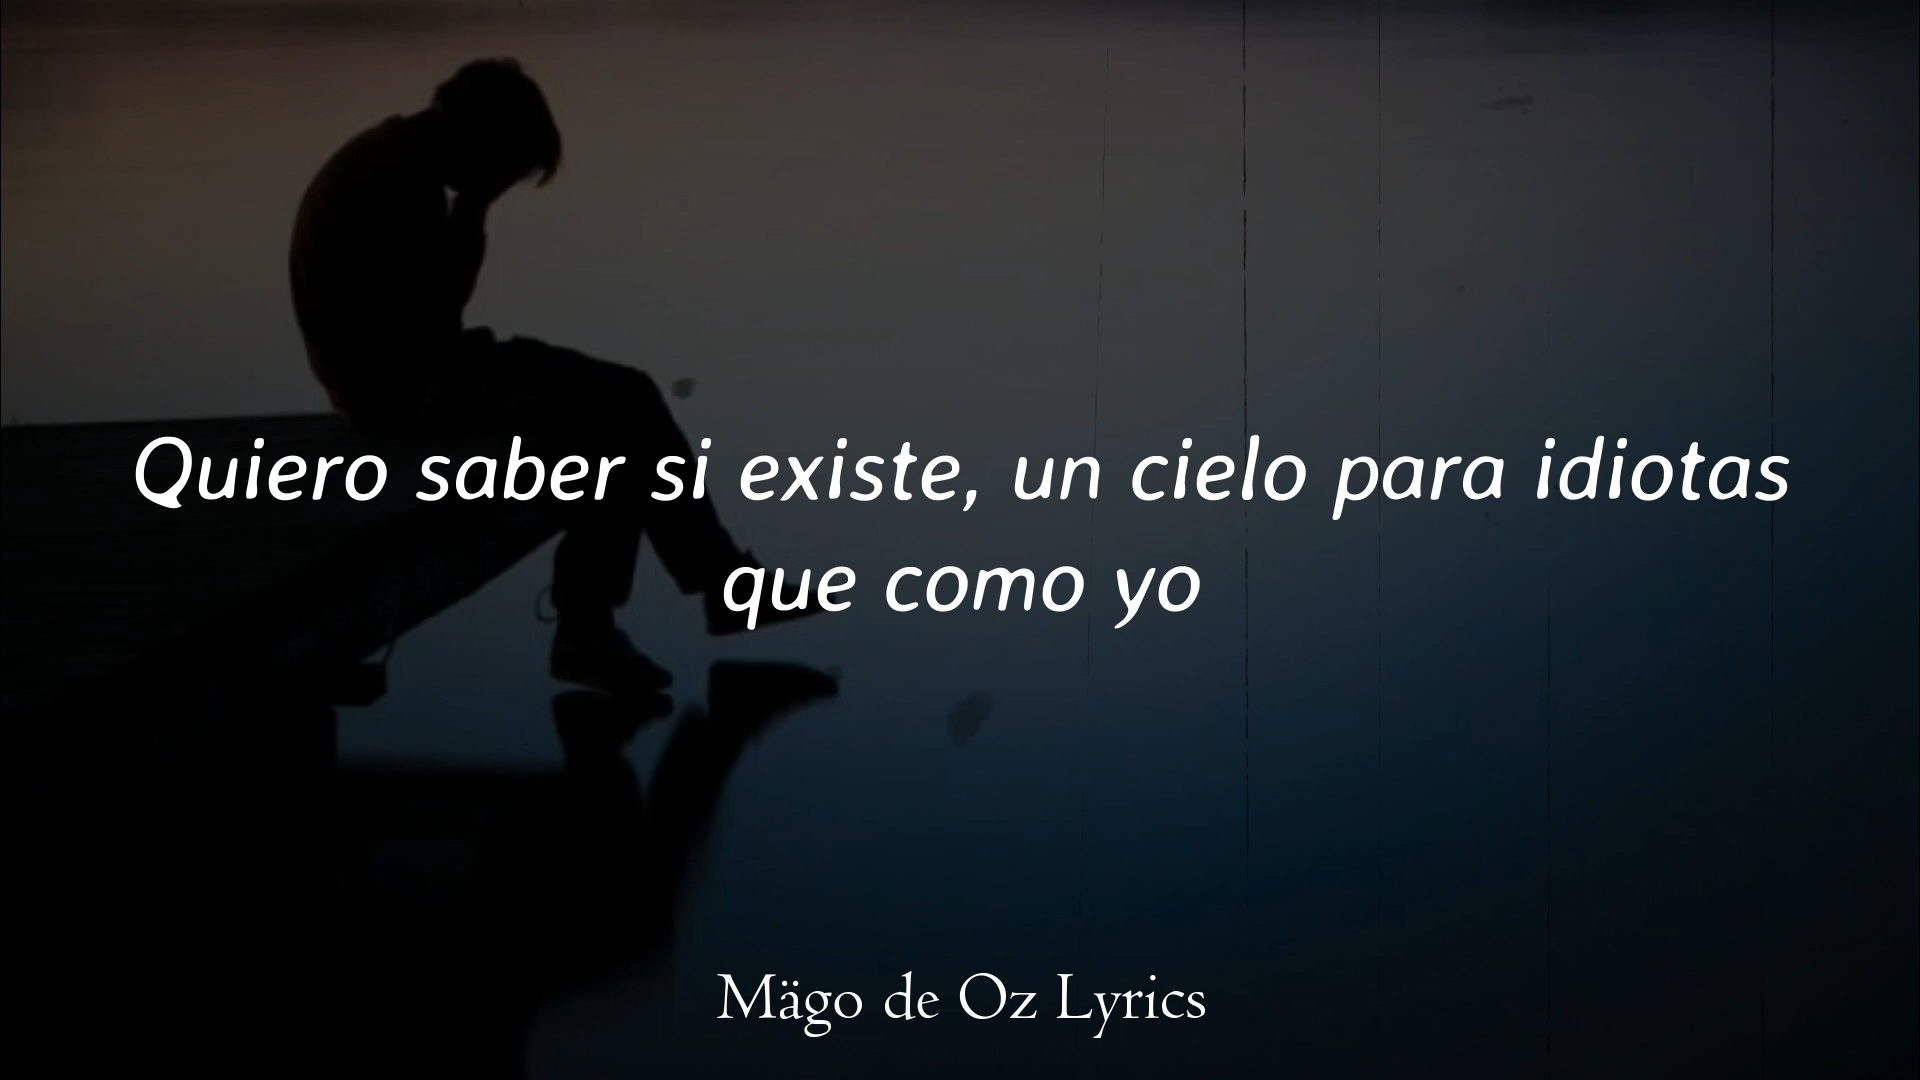 Quiero saber si existe, un cielo para idiotas
que como yo
Mägo de Oz Lyrics